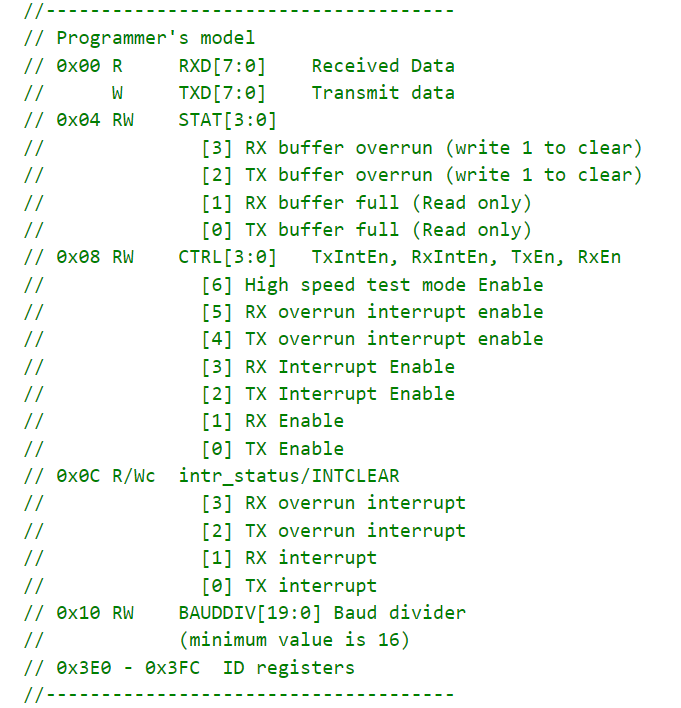 //-------------------------------------
// Programmer's model
// 0x00 R     RXD[7:0]    Received Data
//      W     TXD[7:0]    Transmit data
// 0x04 RW    STAT[3:0]
//              [3] RX buffer overrun (write 1 to clear)
//              [2] TX buffer overrun (write 1 to clear)
//              [1] RX buffer full (Read only)
//              [0] TX buffer full (Read only)
// 0x08 RW    CTRL[3:0]   TxIntEn, RxIntEn, TxEn, RxEn
//              [6] High speed test mode Enable
//              [5] RX overrun interrupt enable
//              [4] TX overrun interrupt enable
//              [3] RX Interrupt Enable
//              [2] TX Interrupt Enable
//              [1] RX Enable
//              [0] TX Enable
// 0x0C R/Wc  intr_status/INTCLEAR
//              [3] RX overrun interrupt
//              [2] TX overrun interrupt
//              [1] RX interrupt
//              [0] TX interrupt
// 0x10 RW    BAUDDIV[19:0] Baud divider
//            (minimum value is 16)
// 0x3E0 - 0x3FC  ID registers
//-------------------------------------